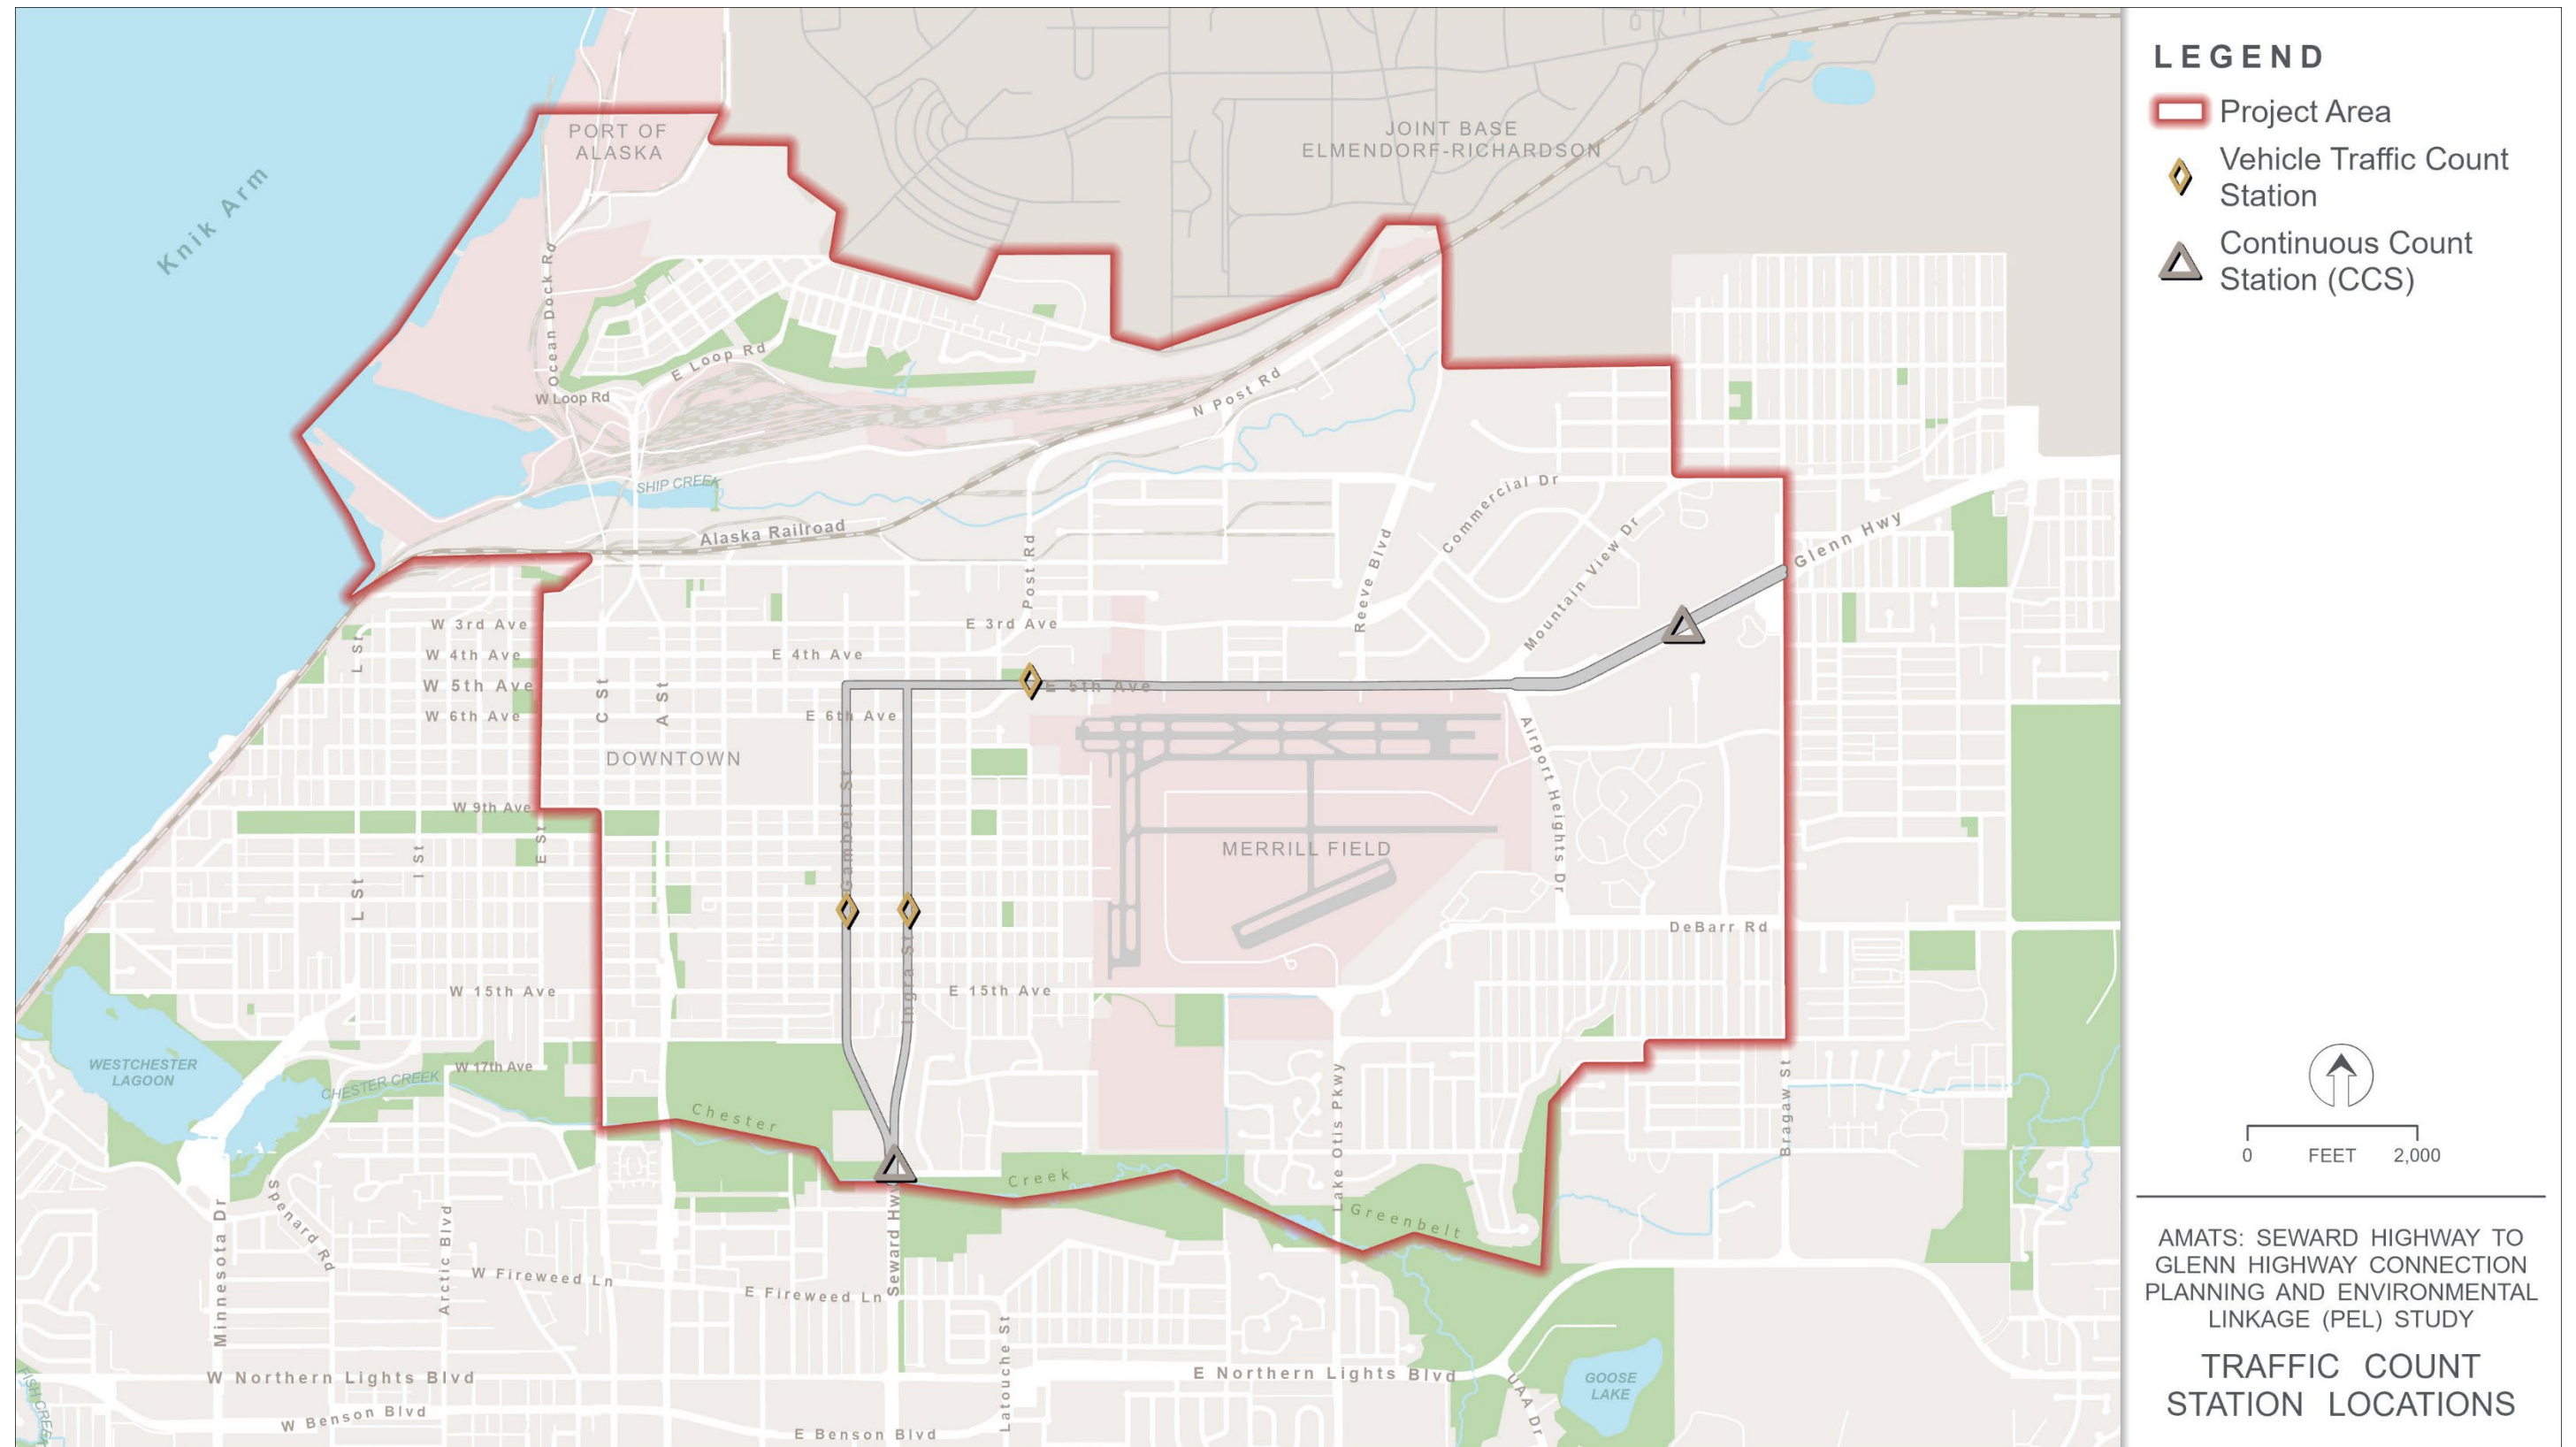 PORT OF
ALASKA
JOINT BASE
ELMENDORF-RICHARDSON
Knik Arm
Ocean Dock Rd
E Loop Rd
W Loop Rd
N Post Rd
SHIP CREEK
Alaska Railroad
Post Rd
Reeve Blvd
Commercial Dr
Mountain View Dr
Glenn Hwy
L St
W 3rd Ave
E 3rd Ave
W 4th Ave
E 4th Ave
W 5th Ave
E 5th Ave
C St
A St
W 6th Ave
E 6th Ave
DOWNTOWN
Gambell St
Airport Heights Dr
W 9th Ave
E St
I St
L St
MERRILL FIELD
DeBarr Rd
Ingra St
W 15th Ave
E 15th Ave
WESTCHESTER
LAGOON
CHESTER CREEK
W 17th Ave
Chester
Creek
Greenbelt
Lake Otis Pkwy
Bragaw St
Minnesota Dr
Spenard Rd
Arctic Blvd
W Fireweed Ln
E Fireweed Ln
Seward Hwy
Latouche St
W Northern Lights Blvd
E Northern Lights Blvd
UAA Dr
GOOSE
LAKE
FISH CREEK
W Benson Blvd
E Benson Blvd
LEGEND
Project Area
Vehicle Traffic Count
Station
Continuous Count
Station (CCS)
0 FEET 2,000
AMATS: SEWARD HIGHWAY TO
GLENN HIGHWAY CONNECTION
PLANNING AND ENVIRONMENTAL
LINKAGE (PEL) STUDY
TRAFFIC COUNT
STATION LOCATIONS